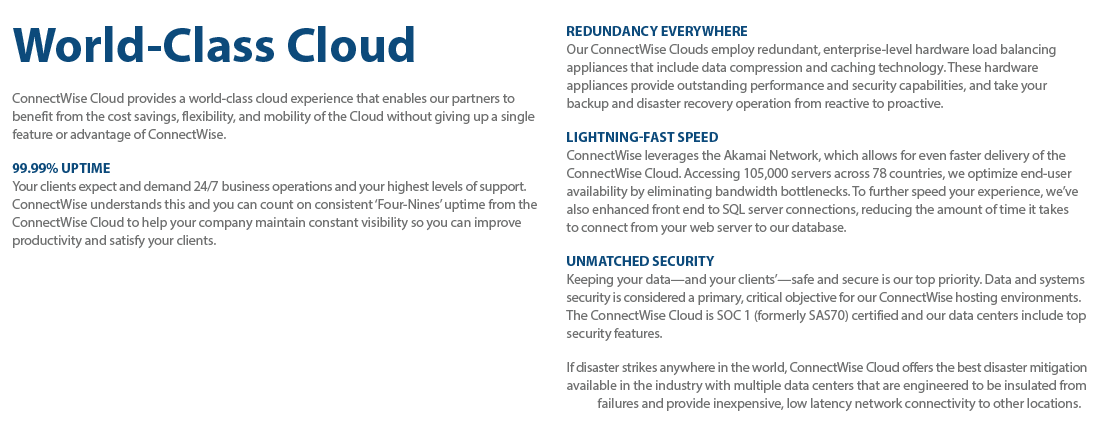 World-Class Cloud
ConnectWise Cloud provides a world-class cloud experience that enables our partners to
benefit from the cost savings, flexibility, and mobility of the Cloud without giving up a single
feature or advantage of ConnectWise.
99.99% UPTIME
Your clients expect and demand 24/7 business operations and your highest levels of support.
ConnectWise understands this and you can count on consistent 'Four-Nines' uptime from the
ConnectWise Cloud to help your company maintain constant visibility so you can improve
productivity and satisfy your clients.
REDUNDANCY EVERYWHERE
Our ConnectWise Clouds employ redundant, enterprise-level hardware load balancing
appliances that include data compression and caching technology. These hardware
appliances provide outstanding performance and security capabilities, and take your
backup and disaster recovery operation from reactive to proactive.
LIGHTNING-FAST SPEED
ConnectWise leverages the Akamai Network, which allows for even faster delivery of the
ConnectWise Cloud. Accessing 105,000 servers across 78 countries, we optimize end-user
availability by eliminating bandwidth bottlenecks. To further speed your experience, we've
also enhanced front end to SQL server connections, reducing the amount of time it takes
to connect from your web server to our database.
UNMATCHED SECURITY
Keeping your data—and your clients'—safe and secure is our top priority. Data and systems
security is considered a primary, critical objective for our ConnectWise hosting environments.
The ConnectWise Cloud is SOC 1 (formerly SAS70) certified and our data centers include top
security features.
If disaster strikes anywhere in the world, ConnectWise Cloud offers the best disaster mitigation
available in the industry with multiple data centers that are engineered to be insulated from
failures and provide inexpensive, low latency network connectivity to other locations.